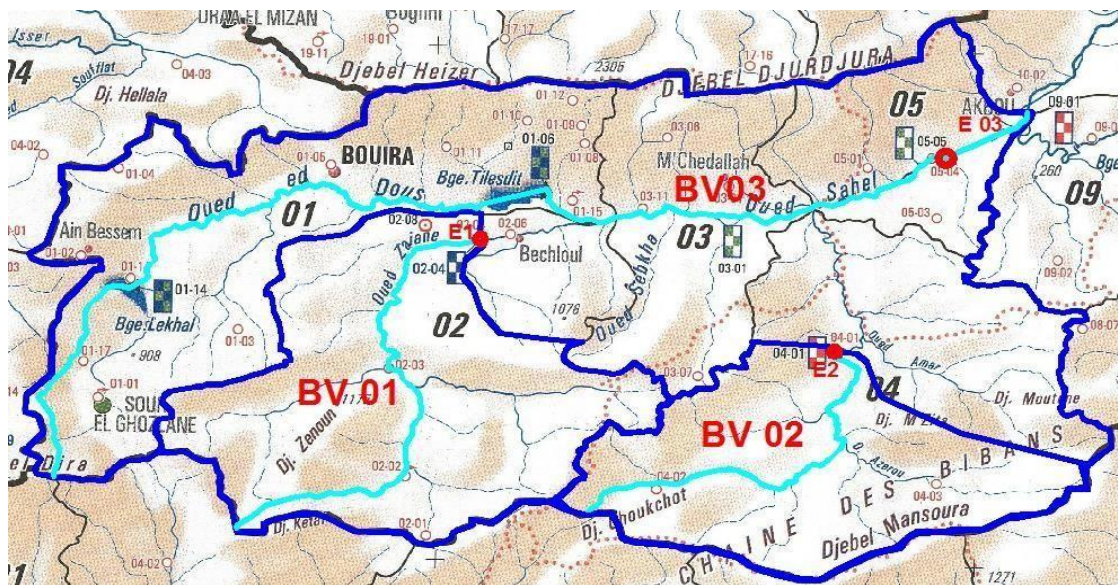 DRAA EL MIZAN
Boghni
Isser
19-11
18-01
17-17
04-03
Soufflat
Dj. Hellala
Djebel Heizer
2305
DJEBEL DJURDJURA
17-16
10-02
AKBOU
09-01
04
04-02
01-04
01-05
BOUIRA
01-10
01-11
01-12
01-09
01-08
01-06
Bge. Tilesdit
03-08
M'Chedallah
05
05-05
05-01
05-04
E 03
260
09
Oued
ed
Dous
01
02-08
01-15
03-11
BV03
Oued
Sahel
05-03
Ain Bessem
01-02
01-14
Bge. Lekhal
Oued
Zaiane
E1
02-06
02-04
Bechloul
Oued Sebkha
03
03-01
09-02
01-17
908
01-03
02
1076
08-07
01-01
SOUR
EL GHOZLANE
BV 01
02-03
Dj. Zenoun
03-07
04-01
04-01
E2
Oued
Amar
04
Dj. Moutene
Dj. M'Zita
BV 02
el Dira
02-02
04-02
O. Azerou
04-03
Dj. Choukchot
Dj. Ketaf
02-01
CHAINE DES BIBANS
Djebel Mansoura
04-02
1271